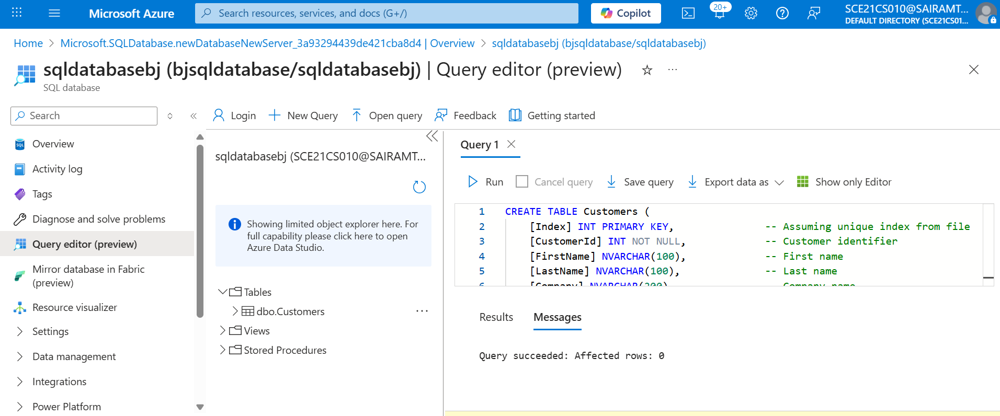 Microsoft Azure
Search resources, services, and docs (G+/)
Copilot
20+
SCE21CS010@SAIRAMT...
DEFAULT DIRECTORY (SCE21CS01...
Home > Microsoft.SQLDatabase.newDatabaseNewServer_3a93294439de421cba8d4 | Overview > sqldatabasebj (bjsqldatabase/sqldatabasebj)
sqldatabasebj (bjsqldatabase/sqldatabasebj) | Query editor (preview)
SQL database
Search
Overview
Activity log
Tags
Diagnose and solve problems
Query editor (preview)
Mirror database in Fabric
(preview)
Resource visualizer
Settings
Data management
Integrations
Power Platform
Login
New Query
Open query
Feedback
Getting started
sqldatabasebj (SCE21CS010@SAIRAMT...
Showing limited object explorer here. For
full capability please click here to open
Azure Data Studio.
Tables
dbo.Customers
Views
Stored Procedures
Query 1
Run
Cancel query
Save query
Export data as
Show only Editor
1 CREATE TABLE Customers (
2 [Index] INT PRIMARY KEY, -- Assuming unique index from file
3 [CustomerId] INT NOT NULL, -- Customer identifier
4 [FirstName] NVARCHAR(100), -- First name
5 [LastName] NVARCHAR(100), -- Last name
6 [Company] NVARCHAR(200), -- Company name
Results
Messages
Query succeeded: Affected rows: 0